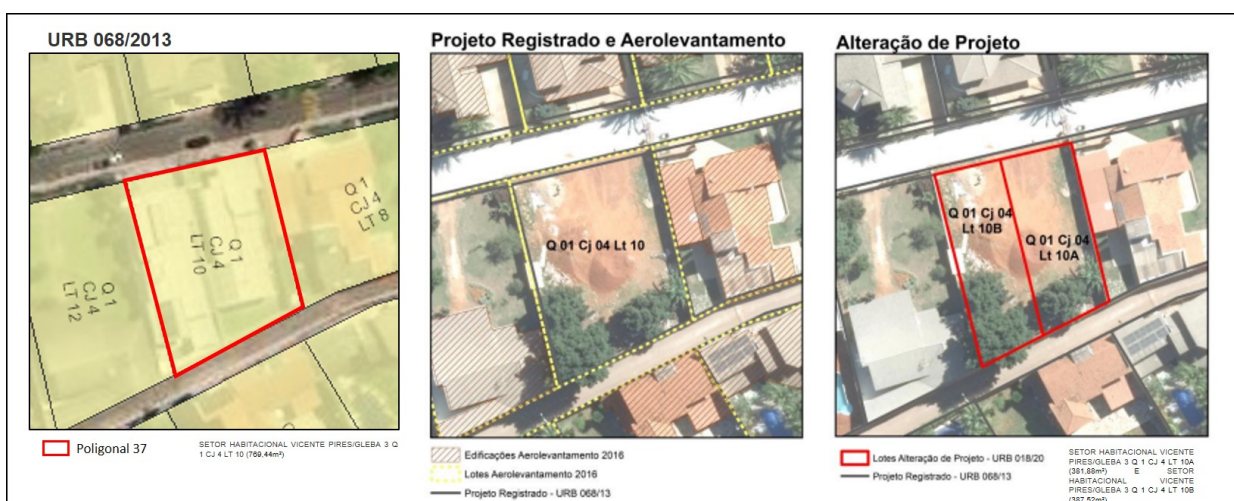 URB 068/2013
Q 1
CJ 4
LT 8
Q 1
CJ 4
LT 10
Q 1
CJ 4
LT 12
Poligonal 37
SETOR HABITACIONAL VICENTE PIRES/GLEBA 3 Q
1 CJ 4 LT 10 (769,44m²)
Projeto Registrado e Aerolevantamento
Q 01 Cj 04 Lt 10
Edificações Aerolevantamento 2016
Lotes Aerolevantamento 2016
Projeto Registrado - URB 068/13
Alteração de Projeto
Q 01 Cj 04
Lt 10B
Q 01 Cj 04
Lt 10A
Lotes Alteração de Projeto - URB 018/20
Projeto Registrado - URB 068/13
SETOR HABITACIONAL VICENTE
PIRES/GLEBA 3 Q 1 CJ 4 LT 10A
(381,88m²) E SETOR
HABITACIONAL VICENTE
PIRES/GLEBA 3 Q 1 CJ 4 LT 10B
(387,52m²)